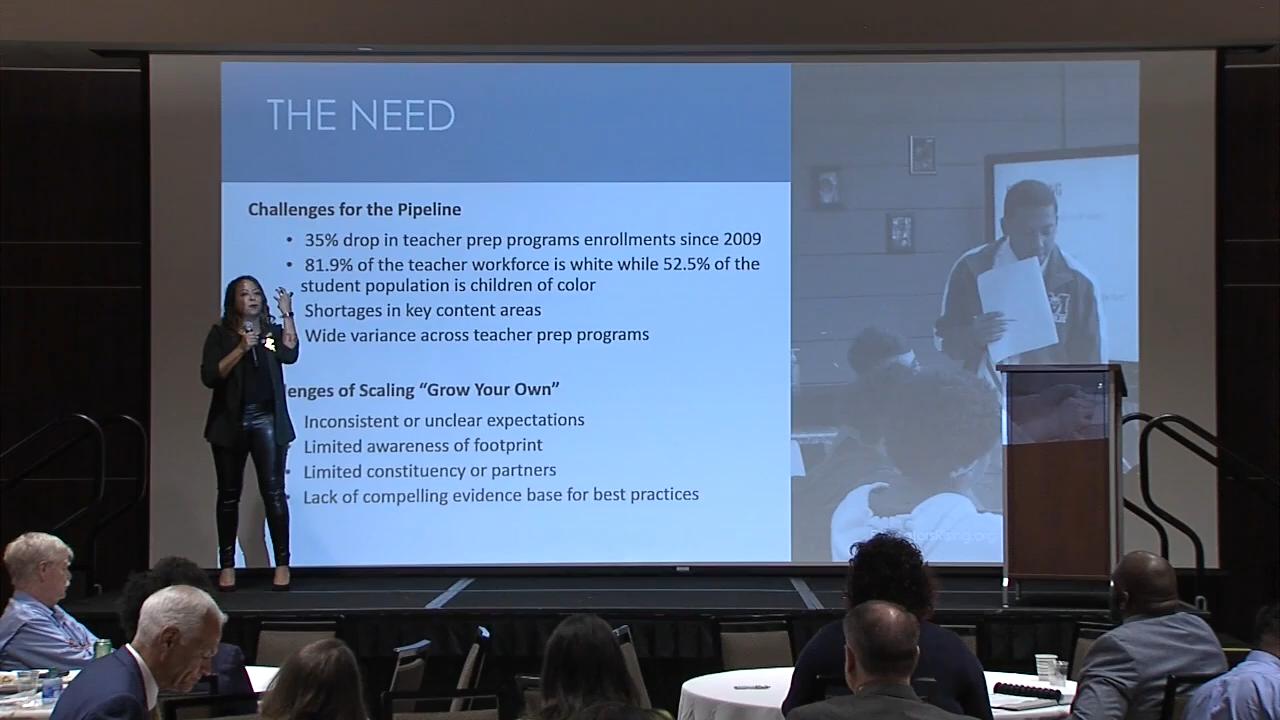 THE NEED
Challenges for the Pipeline
• 35% drop in teacher prep programs enrollments since 2009
• 81.9% of the teacher workforce is white while 52.5% of the
student population is children of color
Shortages in key content areas
Wide variance across teacher prep programs
lenges of Scaling “Grow Your Own”
Inconsistent or unclear expectations
Limited awareness of footprint
Limited constituency or partners
Lack of compelling evidence base for best practices